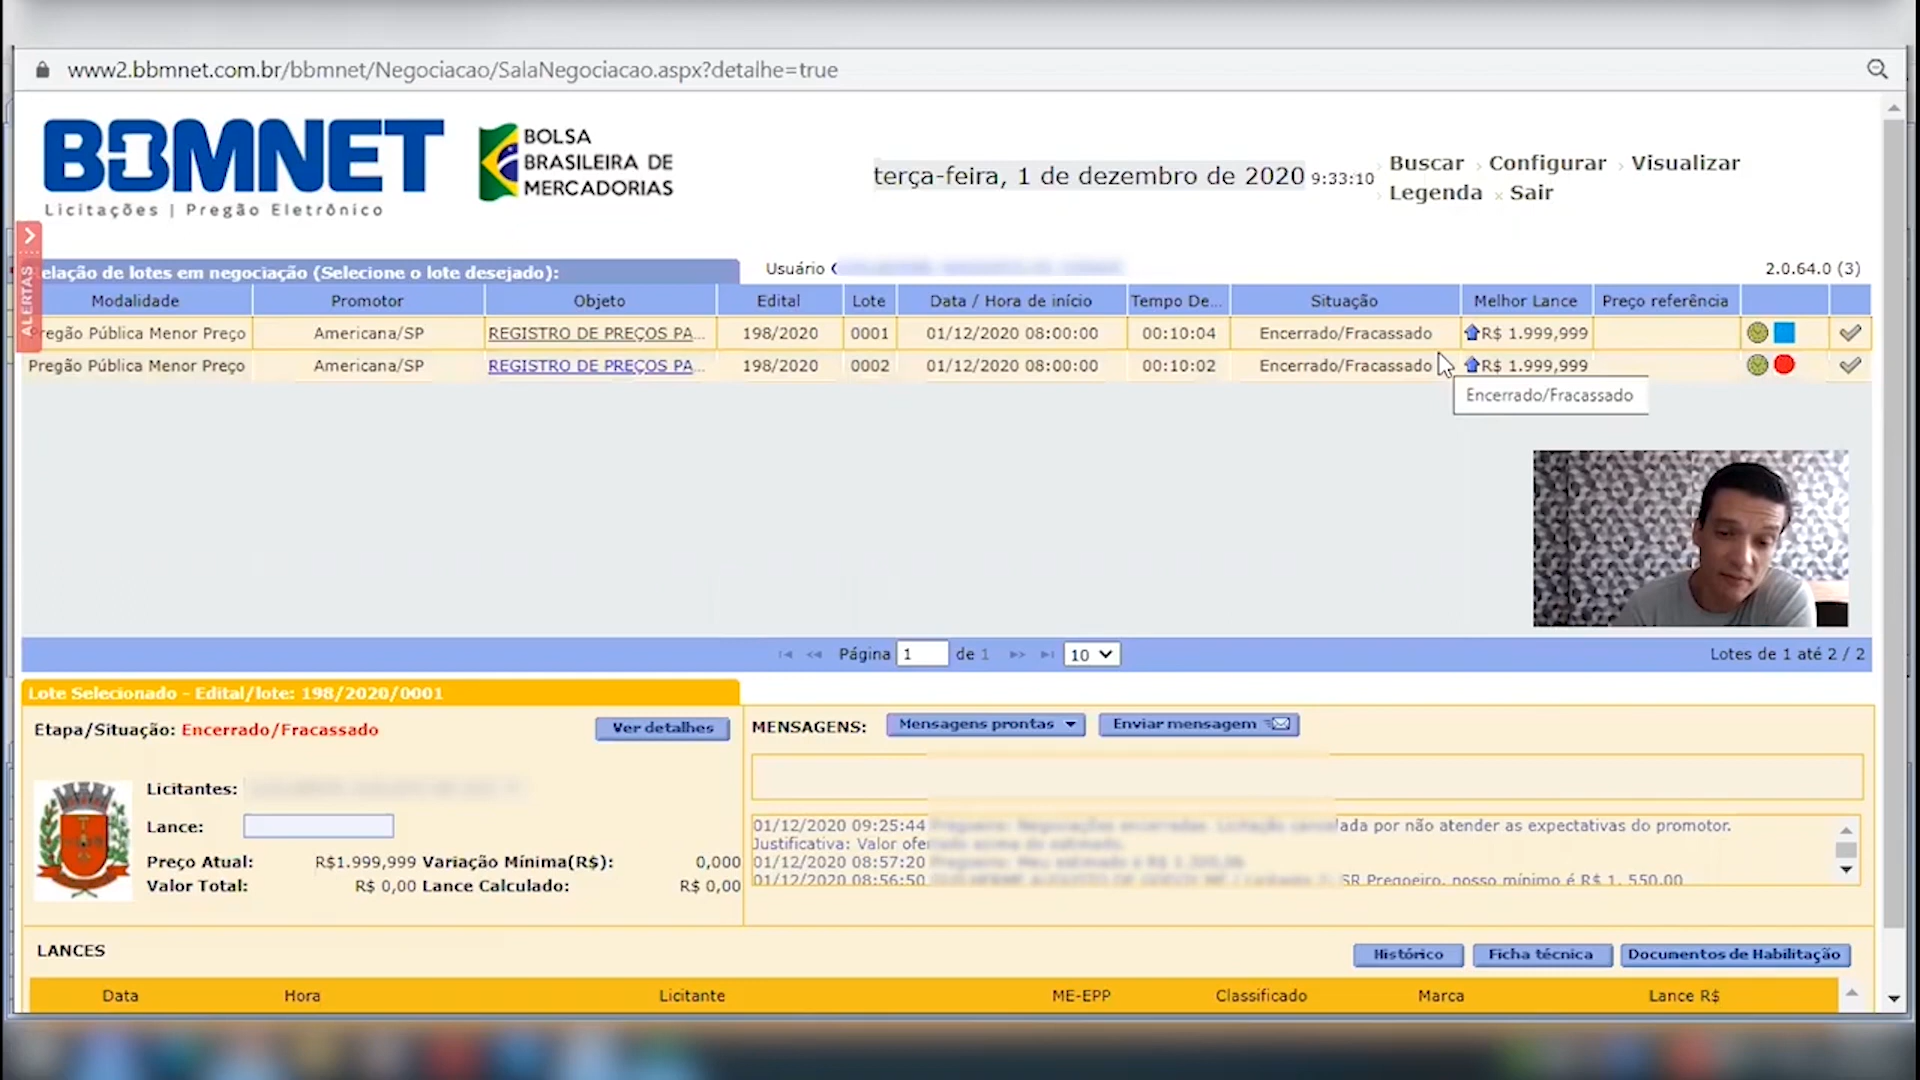 www2.bbmnet.com.br/bbmnet/Negociacao/SalaNegociacao.aspx?detalhe=true
BBMNET
Licitações | Pregão Eletrônico
BOLSA
BRASILEIRA DE
MERCADORIAS
terça-feira, 1 de dezembro de 2020 9:33:10
Buscar Configurar Visualizar
Legenda Sair
ALERTAS
elação de lotes em negociação (Selecione o lote desejado):
Usuário
2.0.64.0 (3)
Modalidade Promotor Objeto Edital Lote Data / Hora de início Tempo De... Situação Melhor Lance Preço referência
Pregão Pública Menor Preço Americana/SP REGISTRO DE PREÇOS PA... 198/2020 0001 01/12/2020 08:00:00 00:10:04 Encerrado/Fracassado R$ 1.999,999
Pregão Pública Menor Preço Americana/SP REGISTRO DE PREÇOS PA... 198/2020 0002 01/12/2020 08:00:00 00:10:02 Encerrado/Fracassado R$ 1.999,999
Encerrado/Fracassado
Página 1 de 1 10 Lotes de 1 até 2 / 2
Lote Selecionado - Edital/lote: 198/2020/0001
Etapa/Situação: Encerrado/Fracassado Ver detalhes
MENSAGENS: Mensagens prontas Enviar mensagem
Licitantes:
Lance:
Preço Atual: R$1.999,999 Variação Mínima(R$): 0,000
Valor Total: R$ 0,00 Lance Calculado: R$ 0,00
01/12/2020 09:25:44 Pregoeiro: Negociações encerradas. Licitação cancelada por não atender as expectativas do promotor.
Justificativa: Valor ofertado acima do estimado.
01/12/2020 08:57:20
01/12/2020 08:56:50 SR Pregoeiro, nosso mínimo é R$ 1. 550,00
LANCES
Histórico Ficha técnica Documentos de Habilitação
Data Hora Licitante ME-EPP Classificado Marca Lance R$